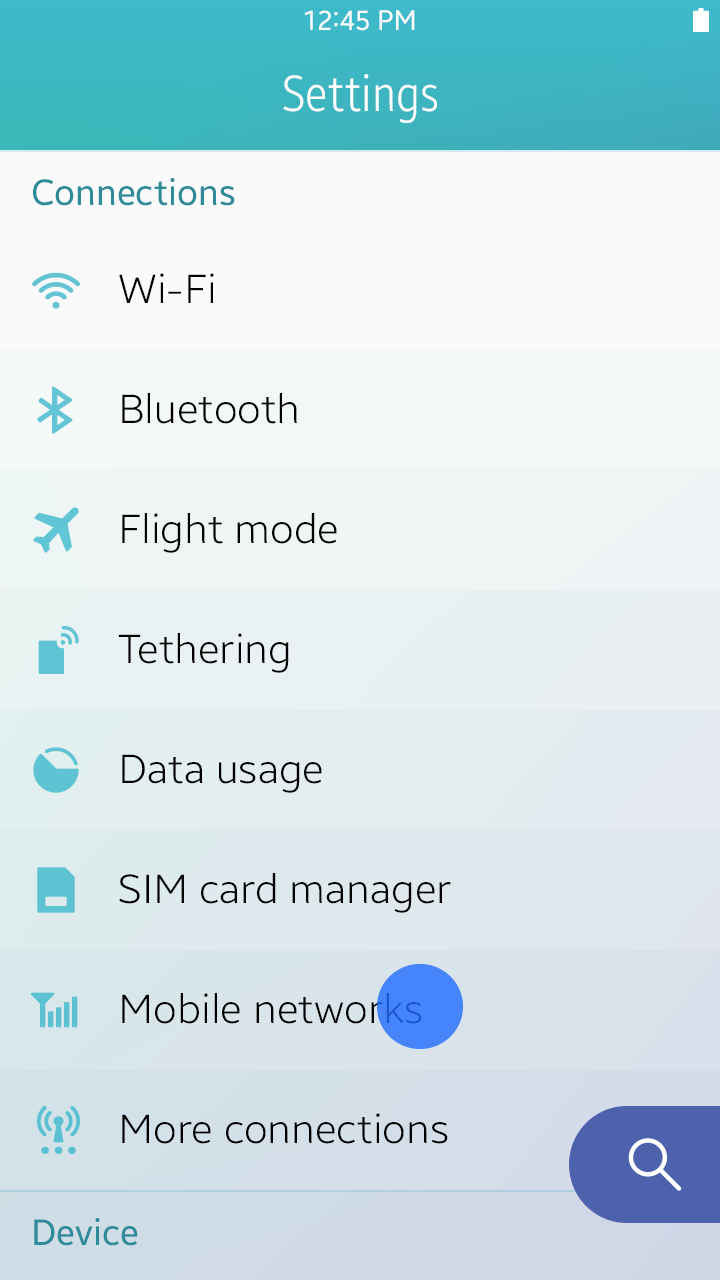 12:45 PM
Settings
Connections
Wi-Fi
Bluetooth
Flight mode
Tethering
Data usage
SIM card manager
Mobile networks
More connections
Device